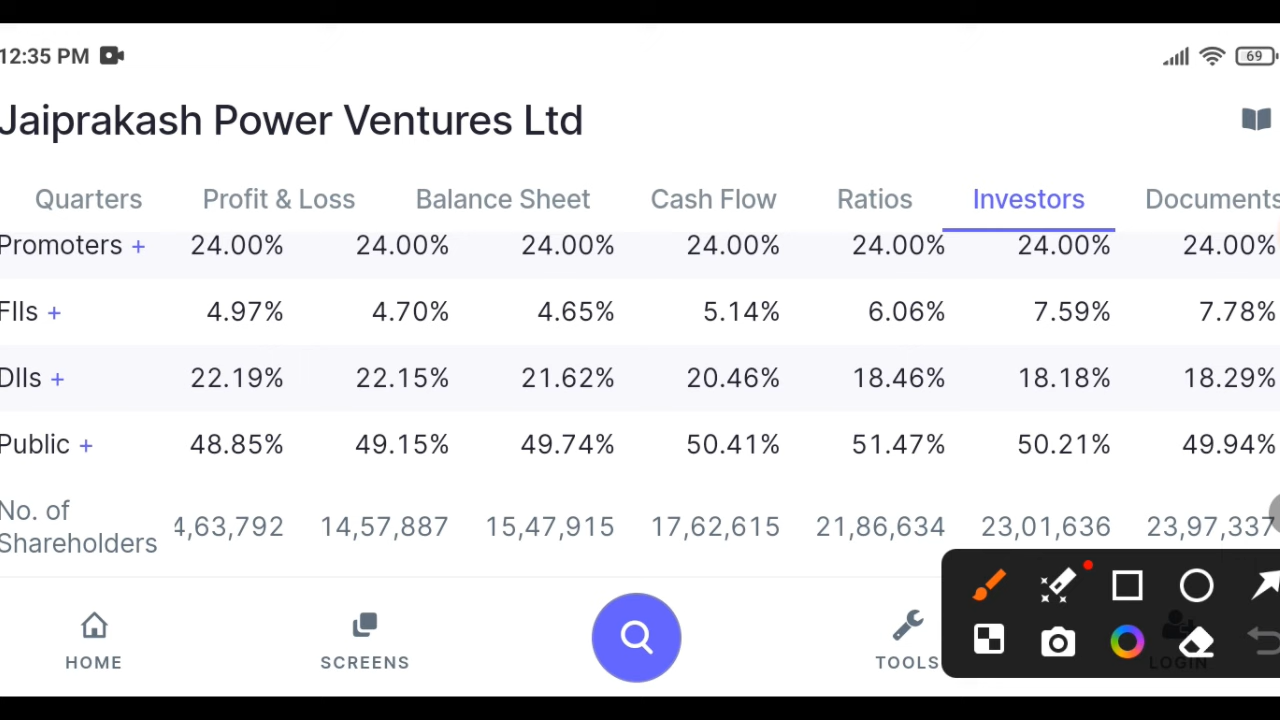 12:35 PM 69
Jaiprakash Power Ventures Ltd
Quarters Profit & Loss Balance Sheet Cash Flow Ratios Investors Documents
Promoters + 24.00% 24.00% 24.00% 24.00% 24.00% 24.00% 24.00%
FIIs + 4.97% 4.70% 4.65% 5.14% 6.06% 7.59% 7.78%
DIIs + 22.19% 22.15% 21.62% 20.46% 18.46% 18.18% 18.29%
Public + 48.85% 49.15% 49.74% 50.41% 51.47% 50.21% 49.94%
No. of
Shareholders 4,63,792 14,57,887 15,47,915 17,62,615 21,86,634 23,01,636 23,97,337
HOME SCREENS TOOLS LOGIN